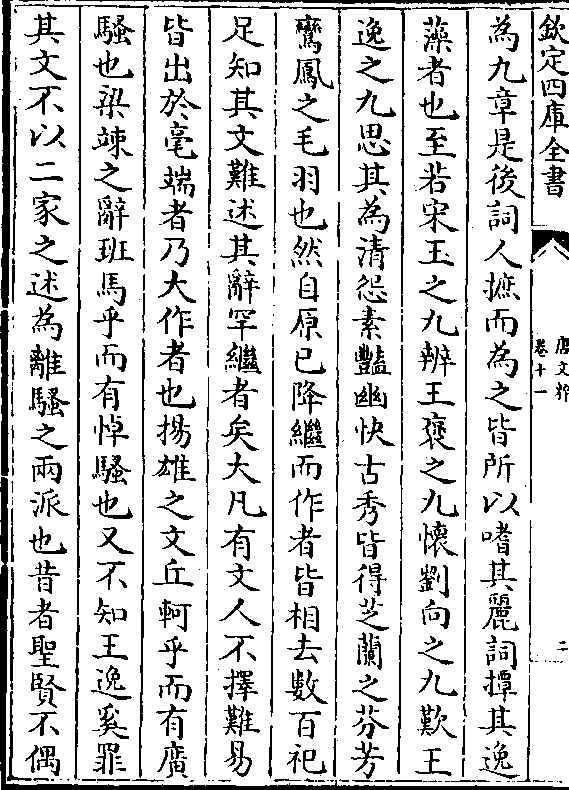 欽定四庫全書
唐文粹
卷十一
二
為九章是後詞人摭而為之皆所以嗜其麗詞撢其逸
藻者也至若宋玉之九辨王褒之九懷劉向之九歎王
逸之九思其為清怨素豔幽快古秀皆得芝蘭之芬芳
鸞鳳之毛羽也然自原已降繼而作者皆相去數百祀
足知其文難述其辭罕繼者矣大凡有文人不擇難易
皆出於毫端者乃大作者也揚雄之文丘軻乎而有廣
騷也梁竦之辭班馬乎而有悼騷也又不知王逸奚罪
其文不以二家之述為離騷之兩派也昔者聖賢不偶